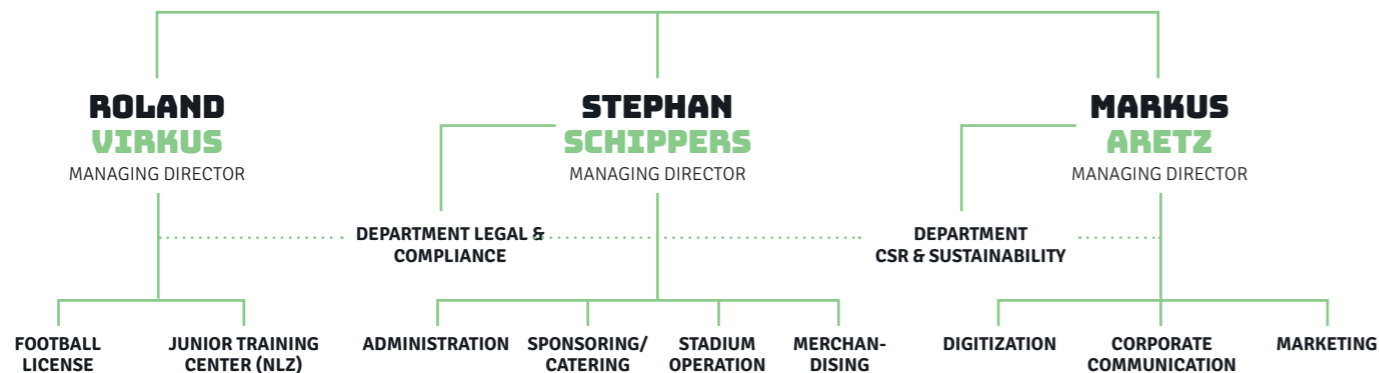 ROLAND
VIRKUS
MANAGING DIRECTOR
STEPHAN
SCHIPPERS
MANAGING DIRECTOR
MARKUS
ARETZ
MANAGING DIRECTOR
DEPARTMENT LEGAL &
COMPLIANCE
DEPARTMENT
CSR & SUSTAINABILITY
FOOTBALL
LICENSE
JUNIOR TRAINING
CENTER (NLZ)
ADMINISTRATION
SPONSORING/
CATERING
STADIUM
OPERATION
MERCHAN-
DISING
DIGITIZATION
CORPORATE
COMMUNICATION
MARKETING